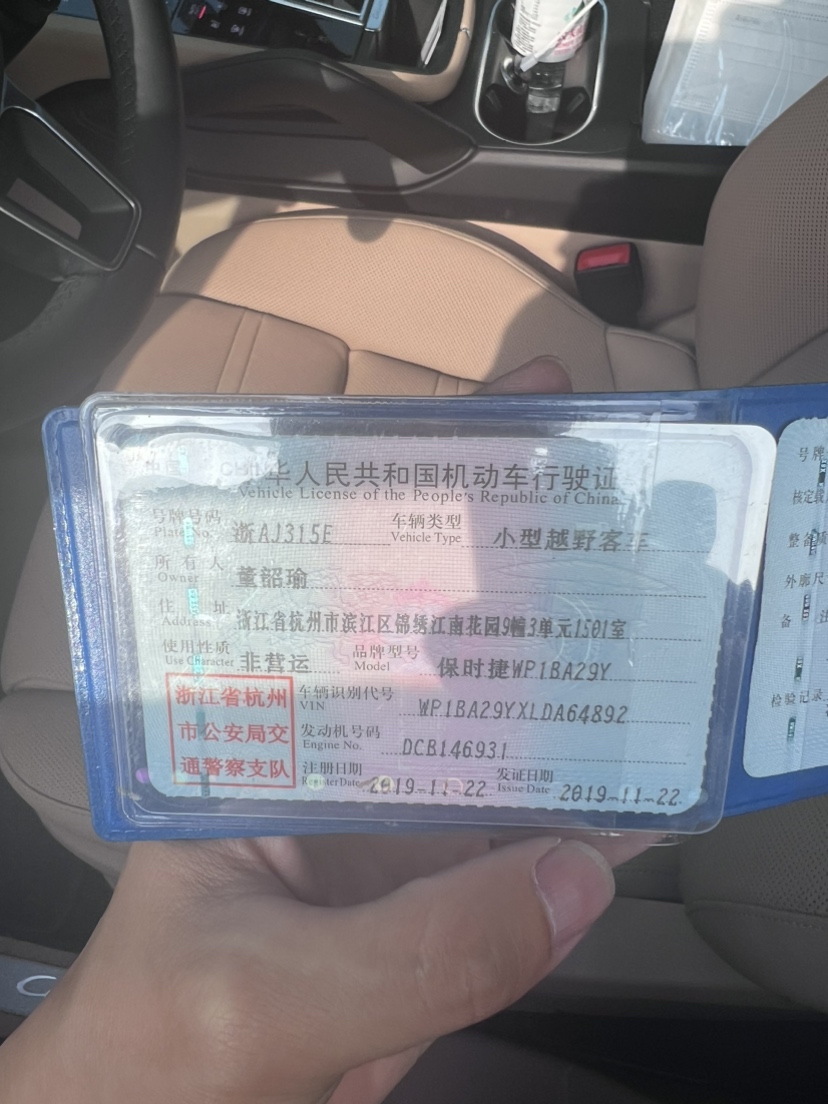 中华人民共和国机动车行驶证
Vehicle License of the People's Republic of China
号牌号码 浙AJ315E 车辆类型 小型越野客车
Plate No. Vehicle Type
所有人 董韶瑜
Owner
住址 浙江省杭州市滨江区锦绣江南花园9幢3单元1501室
Address
使用性质 非营运 品牌型号 保时捷WP1BA29Y
Use Character Model
浙江省杭州
市公安局交
通警察支队
车辆识别代号 WP1BA29YXLDA64892
VIN
发动机号码 DCB146931
Engine No.
注册日期 2019-11-22 发证日期 2019-11-22
Register Date Issue Date
号牌
核定载
整备质
外廓尺
备注
检验记录